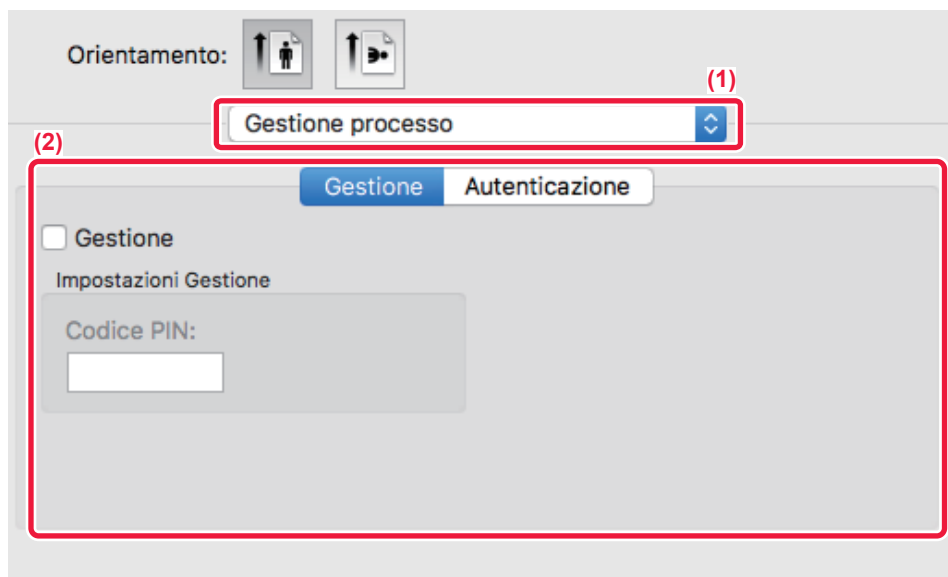 Orientamento:
(1)
Gestione processo
(2)
Gestione Autenticazione
Gestione
Impostazioni Gestione
Codice PIN: